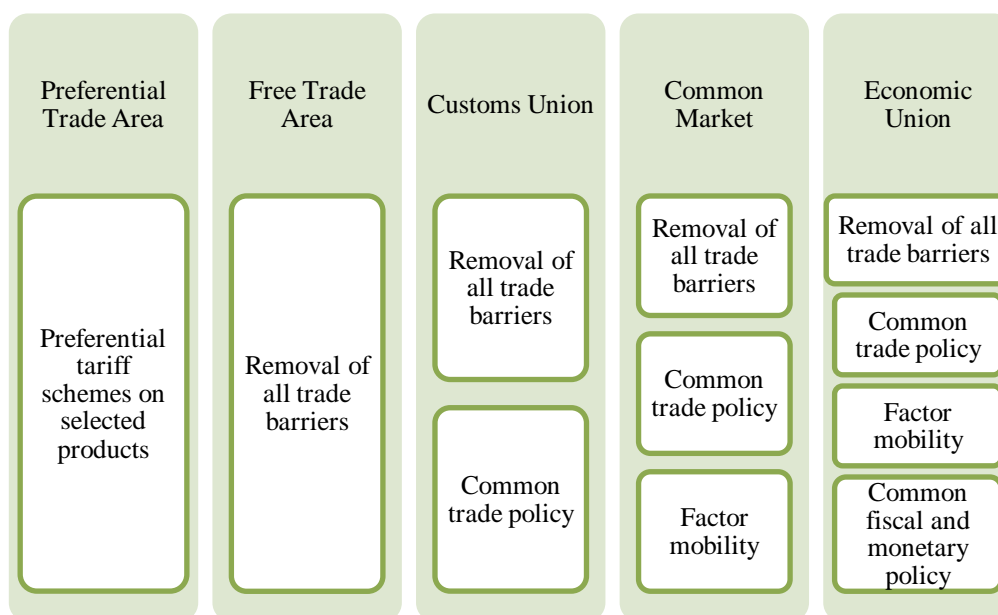 Preferential
Trade Area
Preferential
tariff
schemes on
selected
products
Free Trade
Area
Removal of
all trade
barriers
Customs Union
Removal of
all trade
barriers
Common
trade policy
Common
Market
Removal of
all trade
barriers
Common
trade policy
Factor
mobility
Economic
Union
Removal of all
trade barriers
Common
trade policy
Factor
mobility
Common
fiscal and
monetary
policy